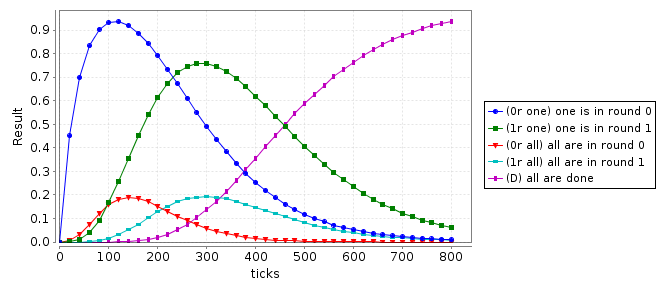 0.9
0.8
0.7
0.6
0.5
0.4
0.3
0.2
0.1
0.0
Result
0 100 200 300 400 500 600 700 800
ticks
(0r one) one is in round 0
(1r one) one is in round 1
(0r all) all are in round 0
(1r all) all are in round 1
(D) all are done